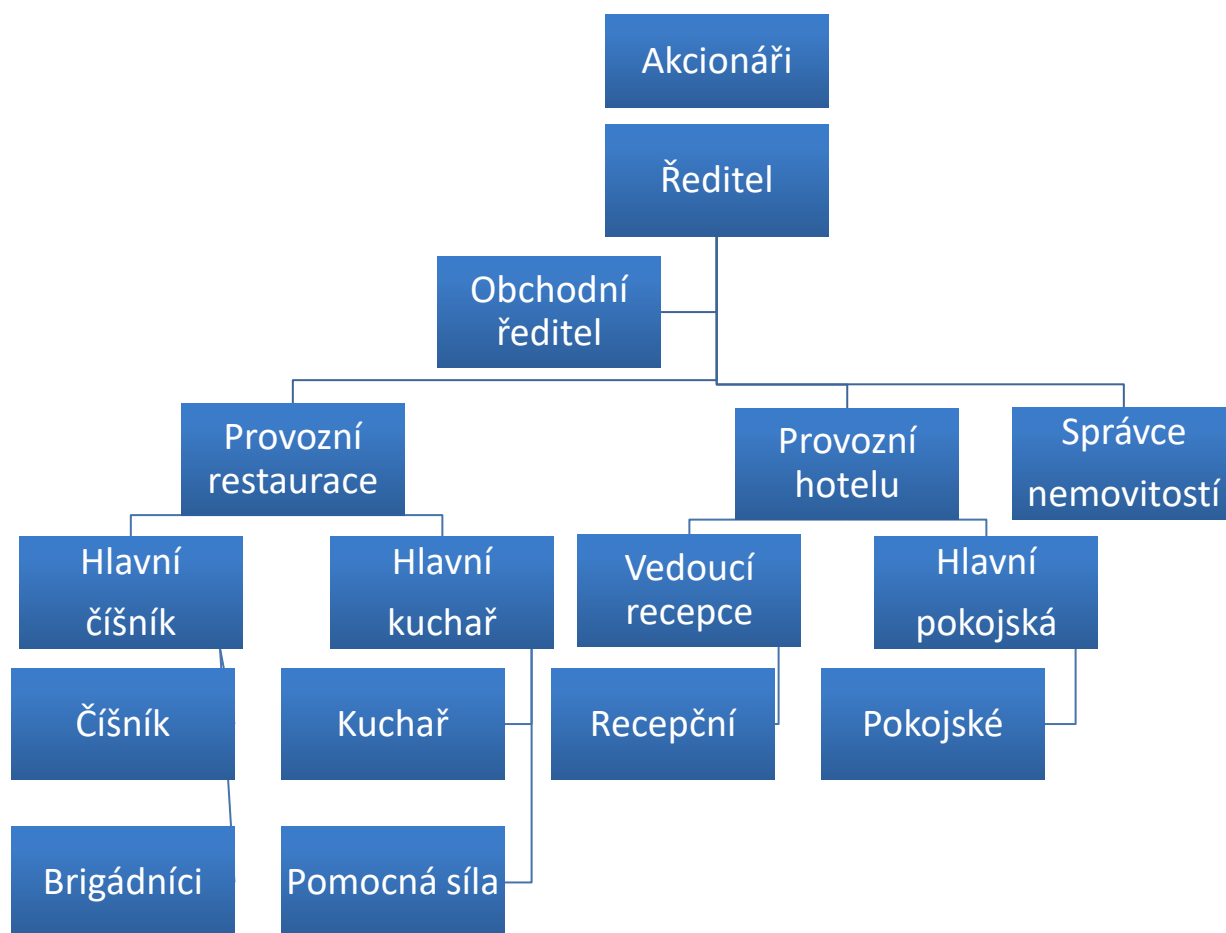 Akcionáři
Ředitel
Obchodní
ředitel
Provozní
restaurace
Provozní
hotelu
Správce
nemovitostí
Hlavní
číšník
Hlavní
kuchař
Vedoucí
recepce
Hlavní
pokojská
Číšník
Kuchař
Recepční
Pokojské
Brigádníci
Pomocná síla